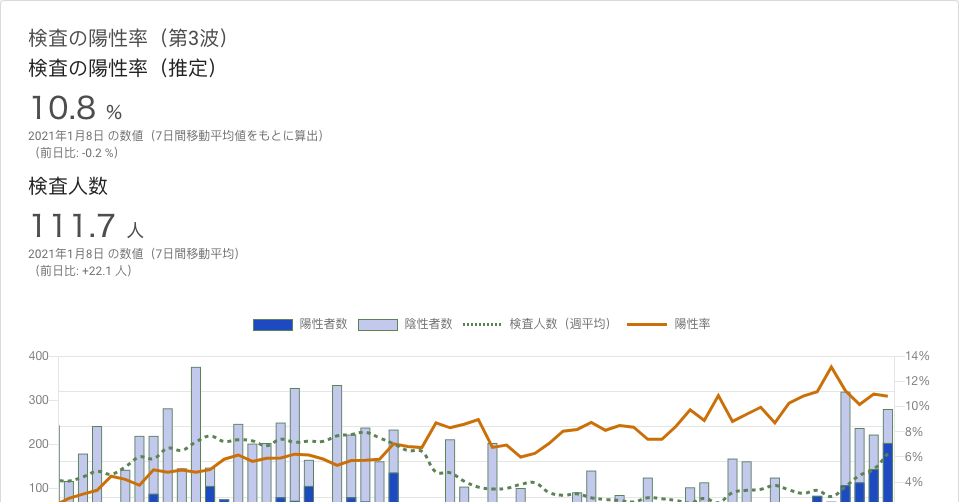 検査の陽性率（第3波）
検査の陽性率（推定）
10.8 %
2021年1月8日 の数値（7日間移動平均値をもとに算出）
（前日比: -0.2 %）
検査人数
111.7 人
2021年1月8日 の数値（7日間移動平均）
（前日比: +22.1 人）
陽性者数 陰性者数 検査人数（週平均） 陽性率
400 14%
12%
300 10%
200 8%
6%
100 4%